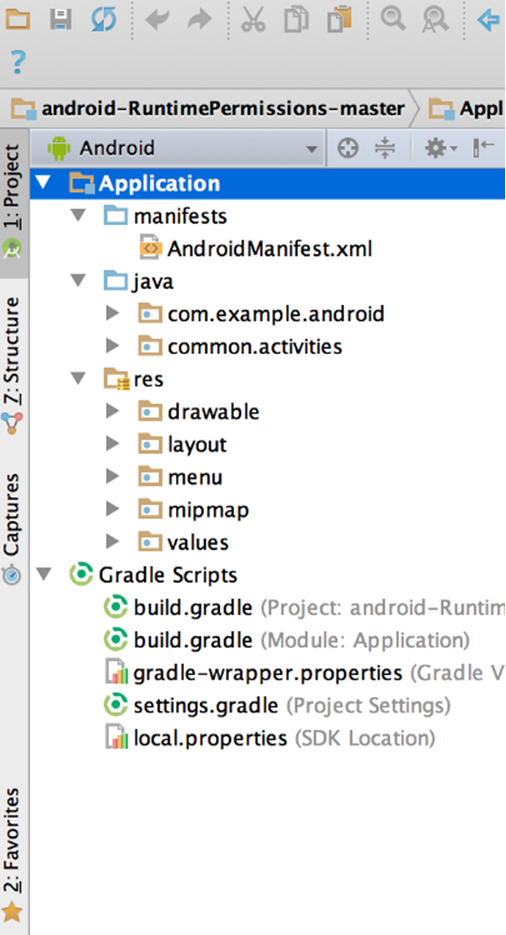 ?
android-RuntimePermissions-master
Appl
1: Project
Android
Application
manifests
AndroidManifest.xml
java
com.example.android
common.activities
res
drawable
layout
menu
mipmap
values
Gradle Scripts
build.gradle (Project: android-Runtim
build.gradle (Module: Application)
gradle-wrapper.properties (Gradle V
settings.gradle (Project Settings)
local.properties (SDK Location)
7: Structure
Captures
2: Favorites